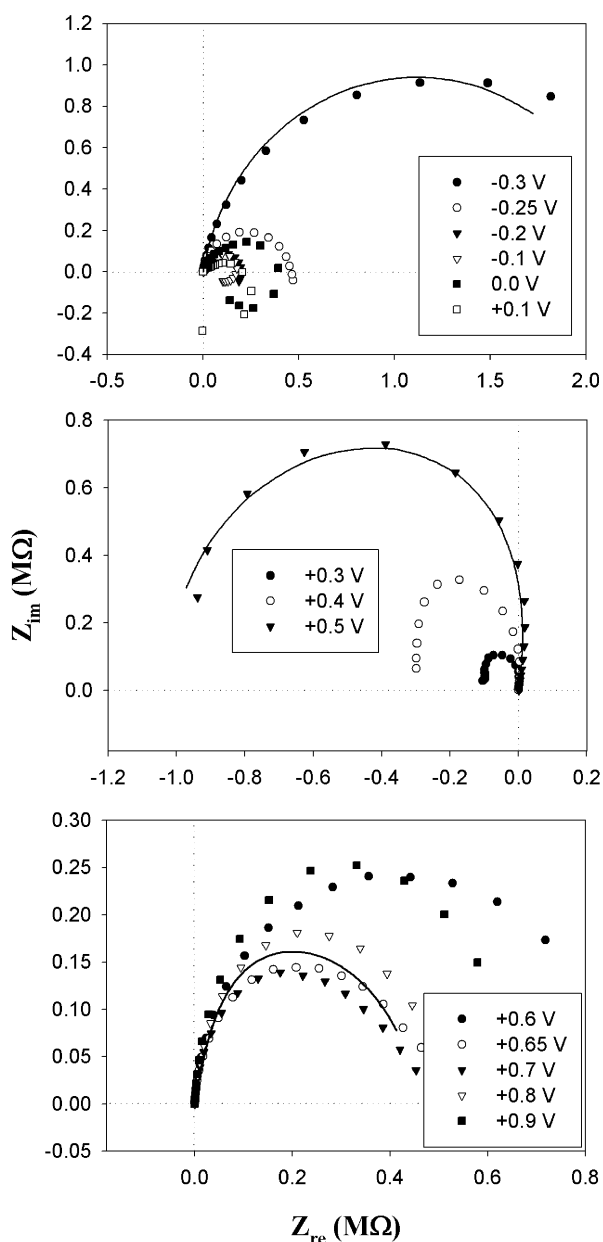 1.2
1.0
0.8
0.6
0.4
0.2
0.0
-0.2
-0.4
-0.5 0.0 0.5 1.0 1.5 2.0
-0.3 V
-0.25 V
-0.2 V
-0.1 V
0.0 V
+0.1 V
0.8
0.6
0.4
0.2
0.0
-1.2 -1.0 -0.8 -0.6 -0.4 -0.2 0.0 0.2
+0.3 V
+0.4 V
+0.5 V
Zim (MΩ)
0.30
0.25
0.20
0.15
0.10
0.05
0.00
-0.05
0.0 0.2 0.4 0.6 0.8
+0.6 V
+0.65 V
+0.7 V
+0.8 V
+0.9 V
Zre (MΩ)